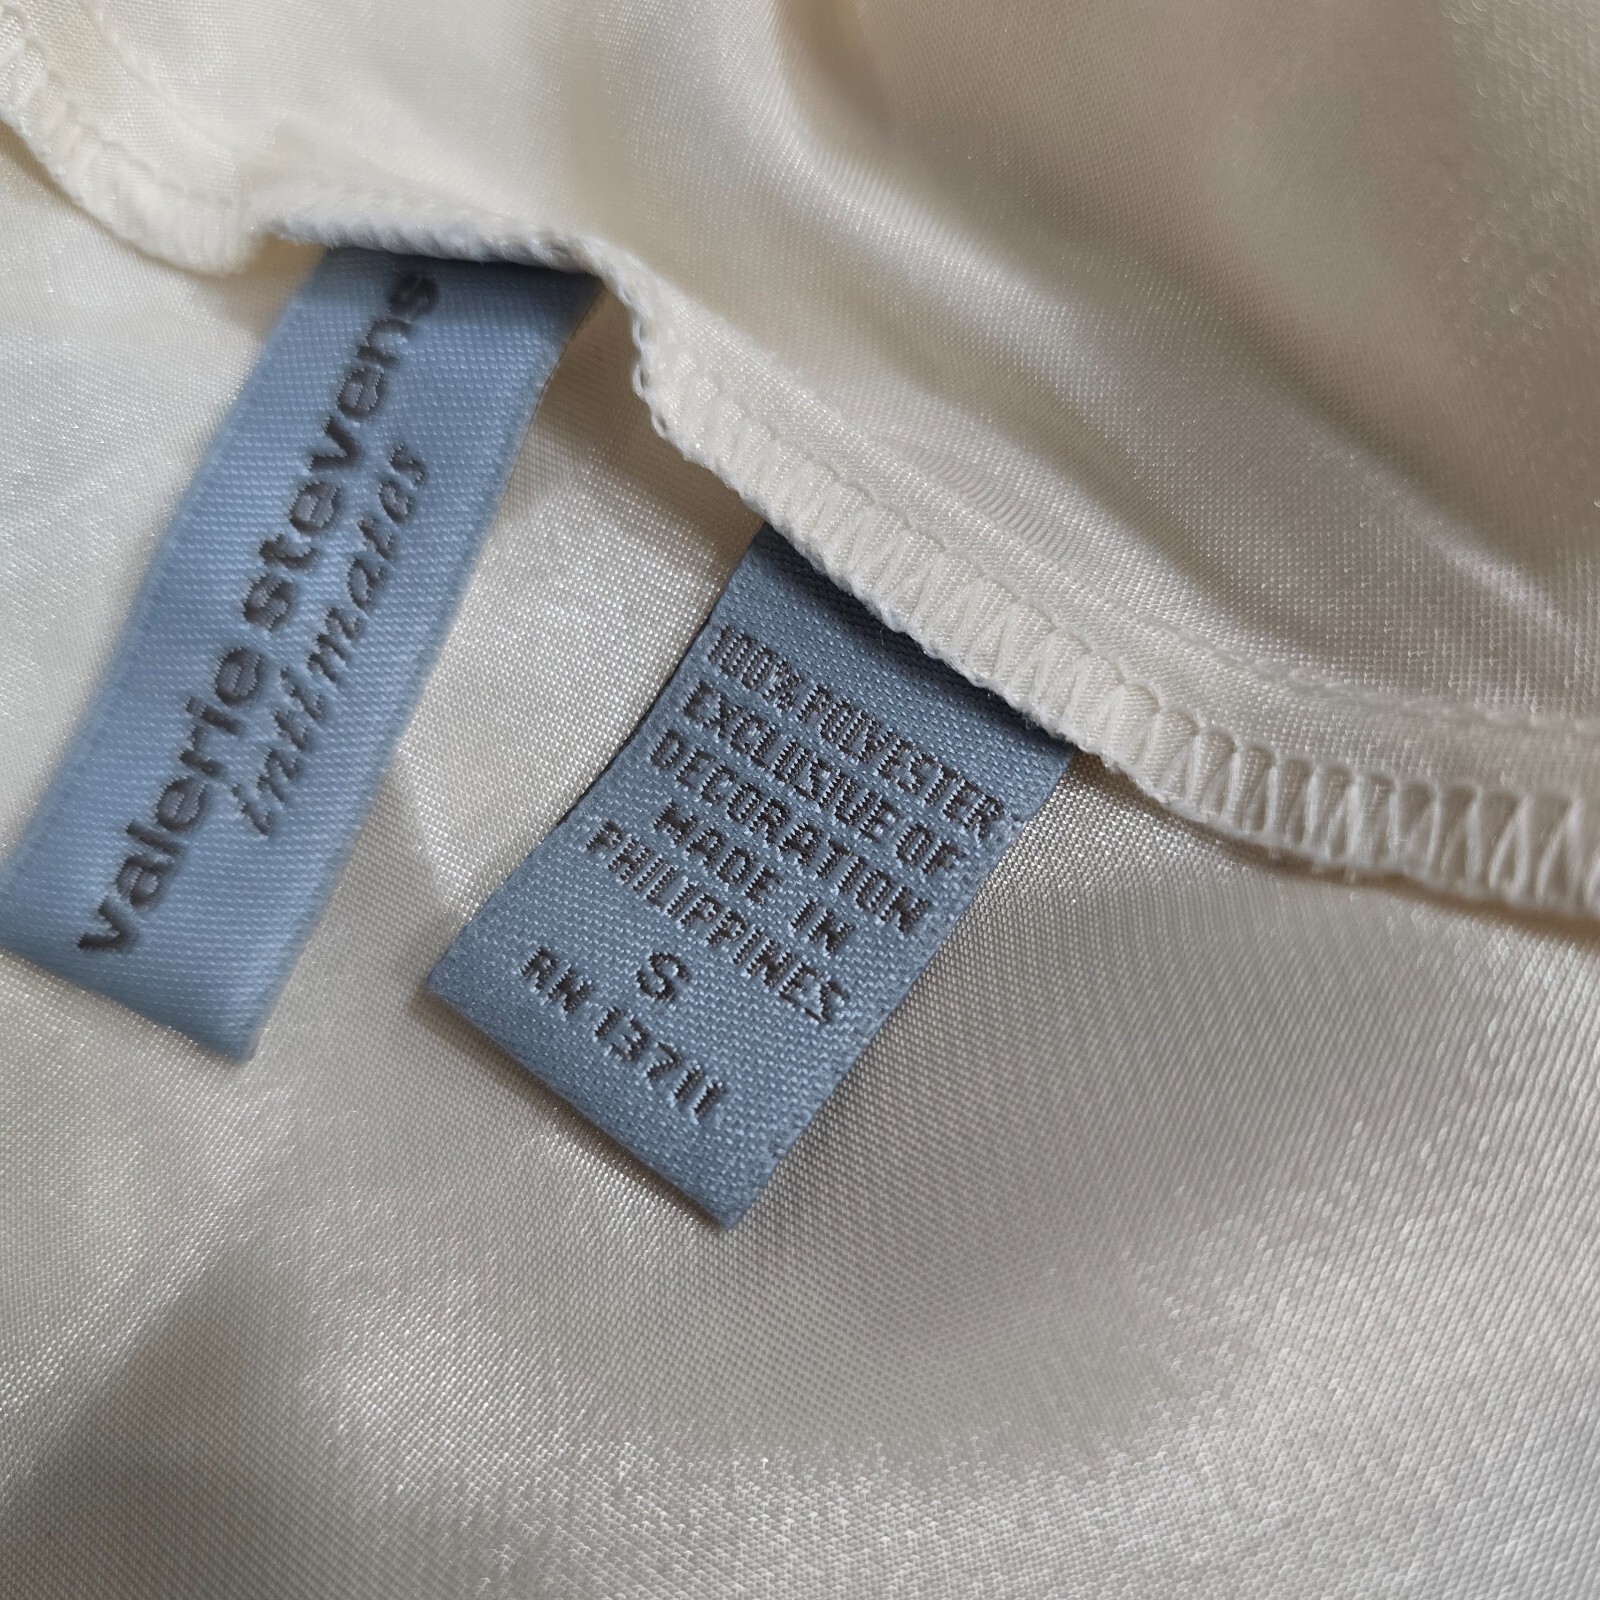 valerie stevens
intimates
100% POLYESTER
EXCLUSIVE OF
DECORATION
MADE IN
PHILIPPINES
S
RN 13711